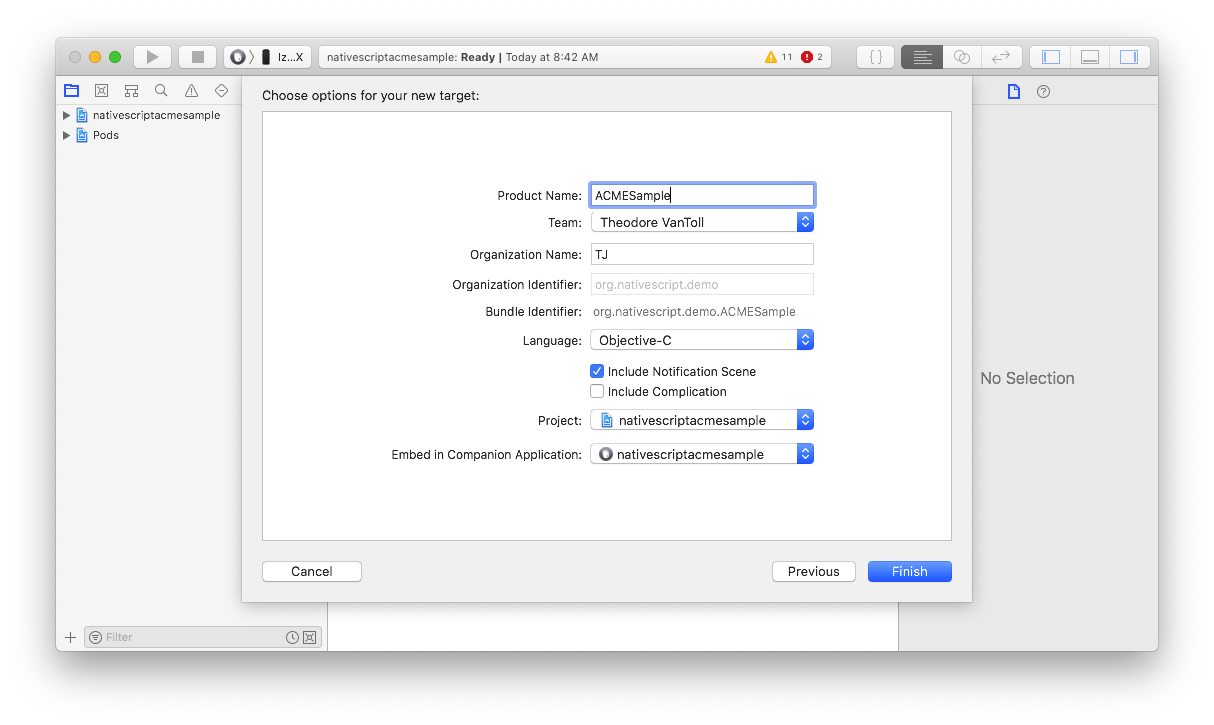 Iz...X
nativescriptacmesample: Ready | Today at 8:42 AM
11
2
{ }
nativescriptacmesample
Pods
Choose options for your new target:
?
Product Name: ACMESample
Team: Theodore VanToll
Organization Name: TJ
Organization Identifier: org.nativescript.demo
Bundle Identifier: org.nativescript.demo.ACMESample
Language: Objective-C
Include Notification Scene
Include Complication
No Selection
Project: nativescriptacmesample
Embed in Companion Application: nativescriptacmesample
Cancel
Previous
Finish
Filter